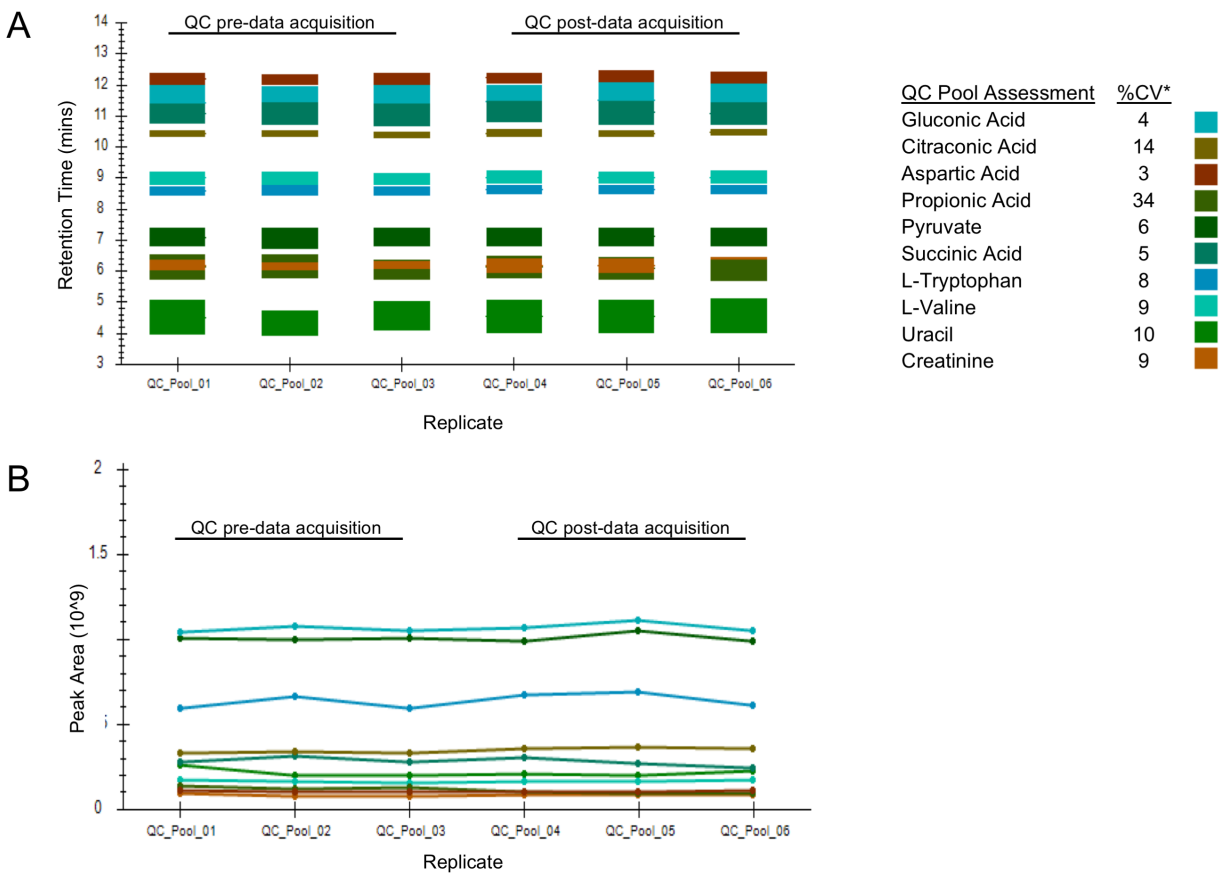 A
QC pre-data acquisition
QC post-data acquisition
14
13
12
11
10
9
8
7
6
5
4
3
Retention Time (mins)
QC_Pool_01
QC_Pool_02
QC_Pool_03
QC_Pool_04
QC_Pool_05
QC_Pool_06
Replicate
QC Pool Assessment %CV*
Gluconic Acid 4
Citraconic Acid 14
Aspartic Acid 3
Propionic Acid 34
Pyruvate 6
Succinic Acid 5
L-Tryptophan 8
L-Valine 9
Uracil 10
Creatinine 9
B
QC pre-data acquisition
QC post-data acquisition
2
1.5
0
Peak Area (10^9)
QC_Pool_01
QC_Pool_02
QC_Pool_03
QC_Pool_04
QC_Pool_05
QC_Pool_06
Replicate